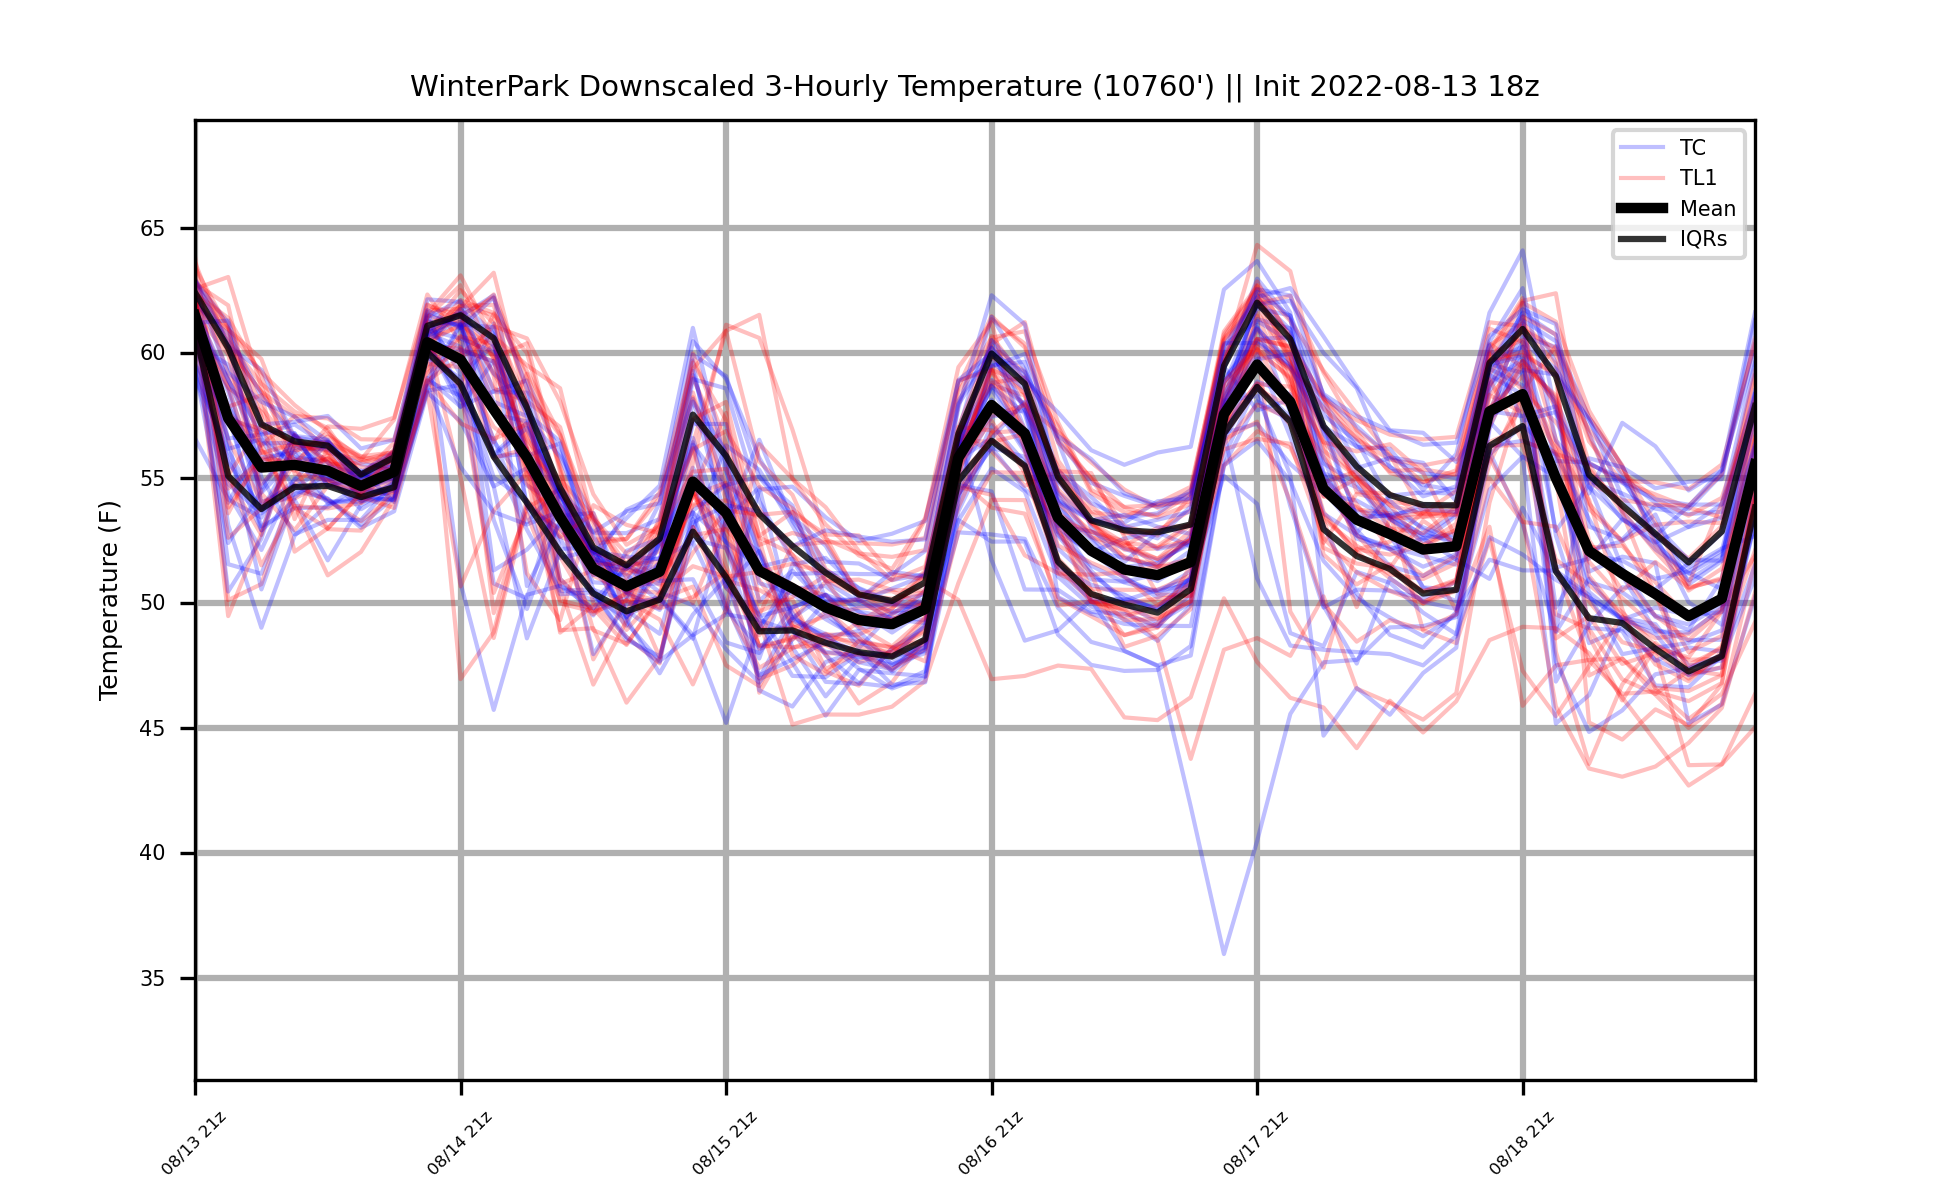 WinterPark Downscaled 3-Hourly Temperature (10760') || Init 2022-08-13 18z
TC
TL1
Mean
IQRs
Temperature (F)
65
60
55
50
45
40
35
08/13 21z
08/14 21z
08/15 21z
08/16 21z
08/17 21z
08/18 21z